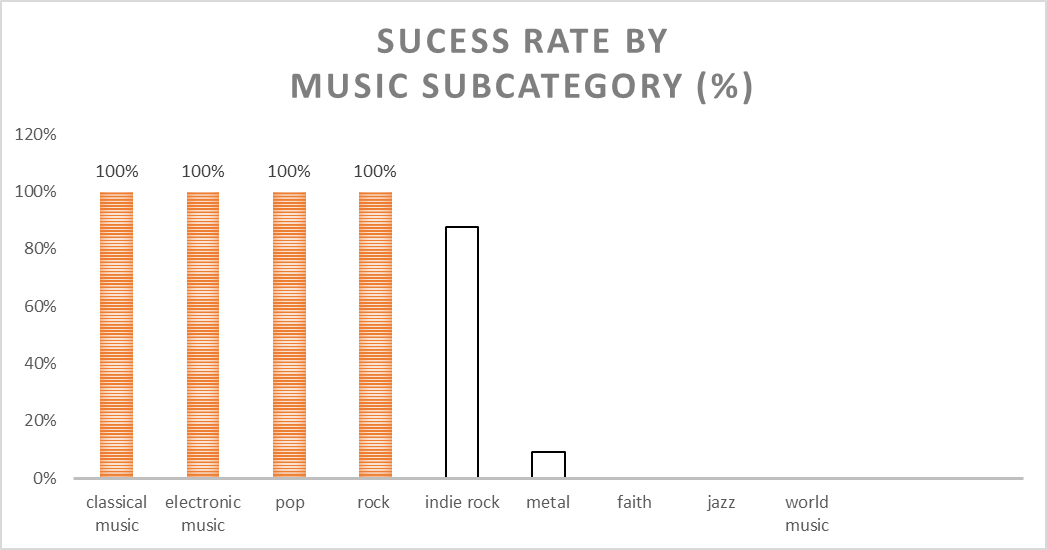 SUCESS RATE BY
MUSIC SUBCATEGORY (%)
120%
100%
80%
60%
40%
20%
0%
100% 100% 100% 100%
classical music
electronic music
pop
rock
indie rock
metal
faith
jazz
world music